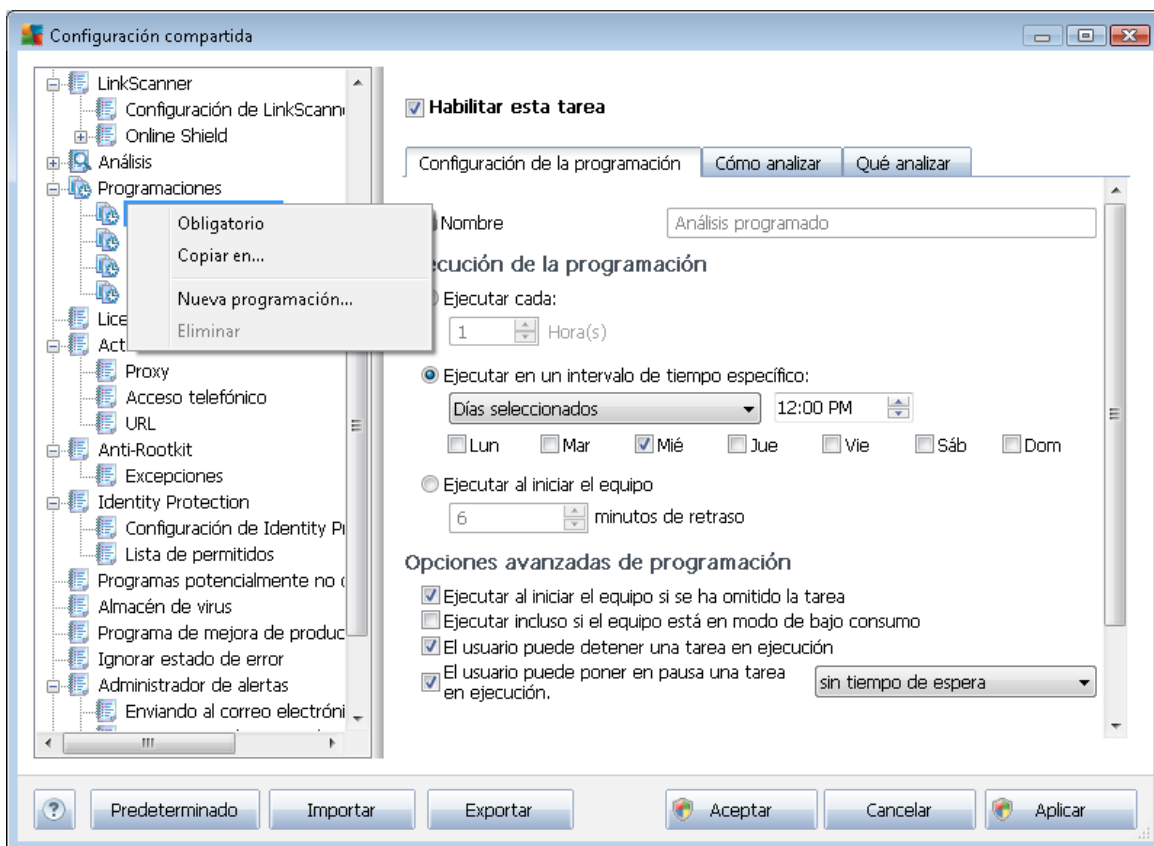 Configuración compartida
LinkScanner
Configuración de LinkScann
Online Shield
Análisis
Programaciones
Obligatorio
Copiar en...
Nueva programación...
Eliminar
Lice
Act
Proxy
Acceso telefónico
URL
Anti-Rootkit
Excepciones
Identity Protection
Configuración de Identity P
Lista de permitidos
Programas potencialmente no
Almacén de virus
Programa de mejora de produc
Ignorar estado de error
Administrador de alertas
Enviando al correo electróni
Habilitar esta tarea
Configuración de la programación Cómo analizar Qué analizar
Nombre Análisis programado
cución de la programación
Ejecutar cada:
1 Hora(s)
Ejecutar en un intervalo de tiempo específico:
Días seleccionados 12:00 PM
Lun Mar Mié Jue Vie Sáb Dom
Ejecutar al iniciar el equipo
6 minutos de retraso
Opciones avanzadas de programación
Ejecutar al iniciar el equipo si se ha omitido la tarea
Ejecutar incluso si el equipo está en modo de bajo consumo
El usuario puede detener una tarea en ejecución
El usuario puede poner en pausa una tarea
en ejecución.
sin tiempo de espera
? Predeterminado Importar Exportar Aceptar Cancelar Aplicar